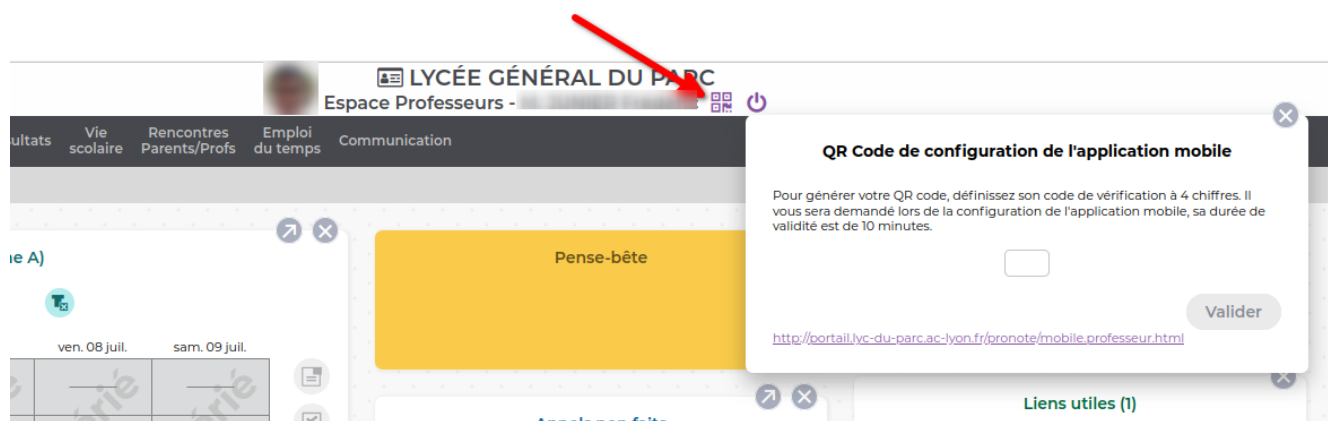 LYCÉE GÉNÉRAL DU PARC
Espace Professeurs -
Vie scolaire
Rencontres Parents/Profs
Emploi du temps
Communication
QR Code de configuration de l'application mobile
Pour générer votre QR code, définissez son code de vérification à 4 chiffres. Il
vous sera demandé lors de la configuration de l'application mobile, sa durée de
validité est de 10 minutes.
Valider
http://portail.lyc-du-parc.ac-lyon.fr/pronote/mobile.professeur.html
Pense-bête
ven. 08 juil.
sam. 09 juil.
Liens utiles (1)